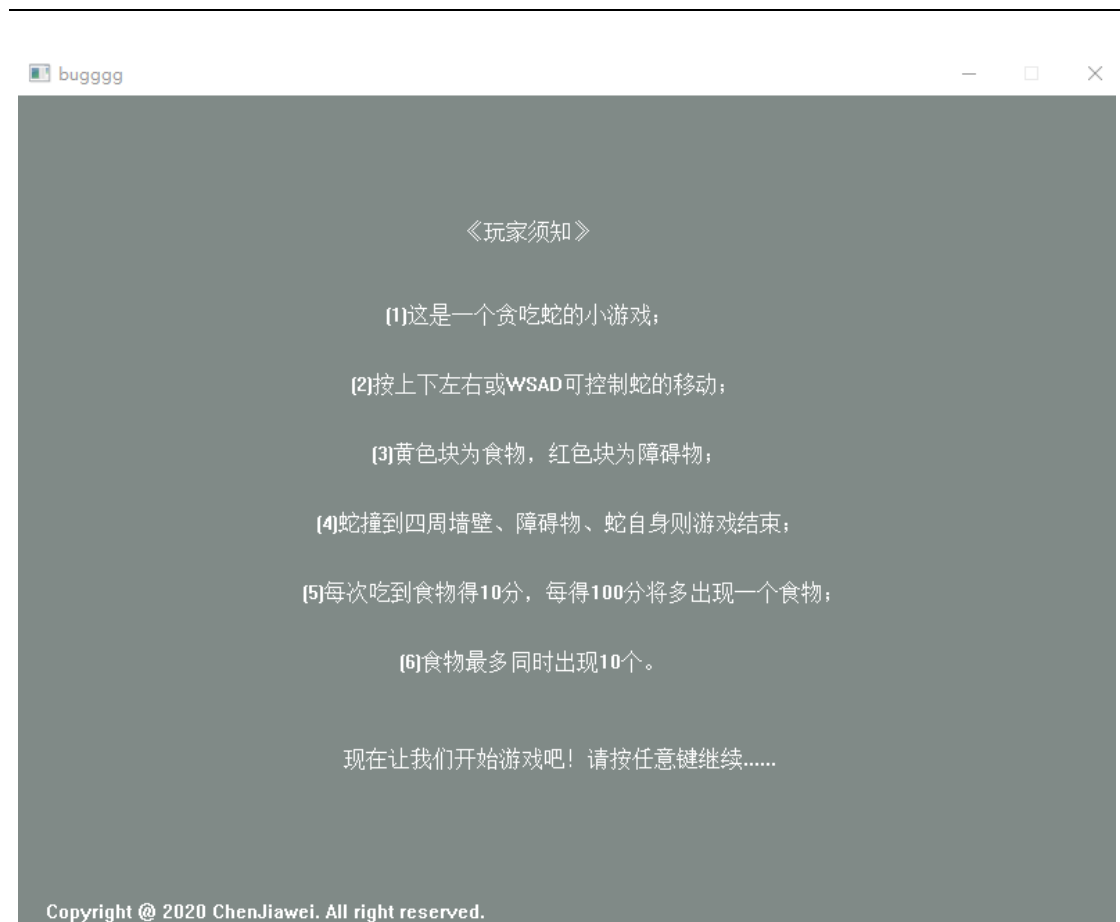 bugggg
《玩家须知》
(1)这是一个贪吃蛇的小游戏；
(2)按上下左右或WSAD可控制蛇的移动；
(3)黄色块为食物，红色块为障碍物；
(4)蛇撞到四周墙壁、障碍物、蛇自身则游戏结束；
(5)每次吃到食物得10分，每得100分将多出现一个食物；
(6)食物最多同时出现10个。
现在让我们开始游戏吧！请按任意键继续......
Copyright @ 2020 ChenJiawei. All right reserved.